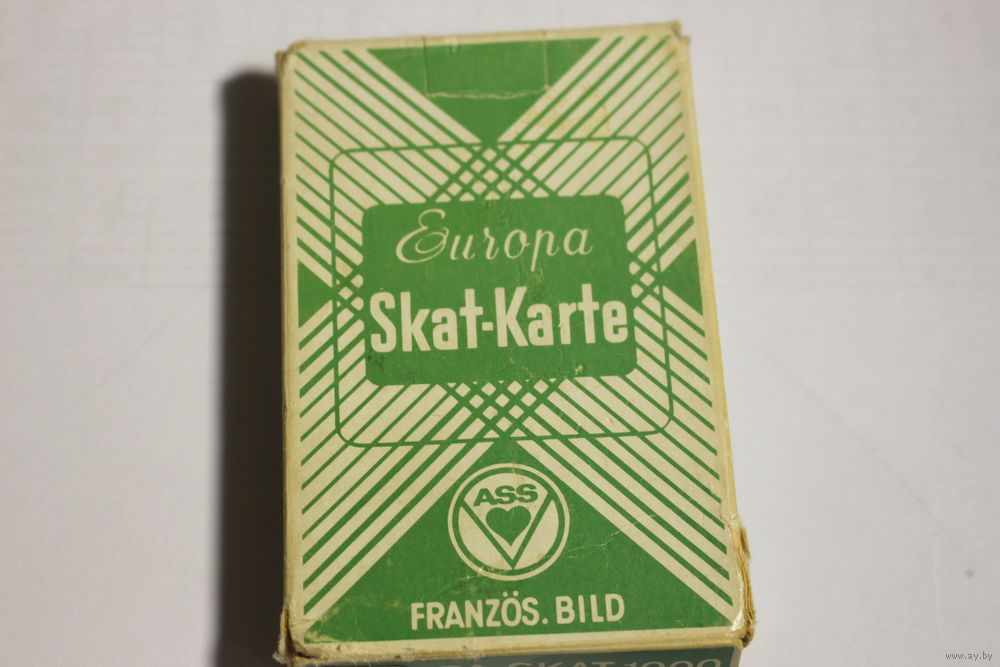 Europa
Skat-Karte
ASS
FRANZÖS. BILD
www.ay.by